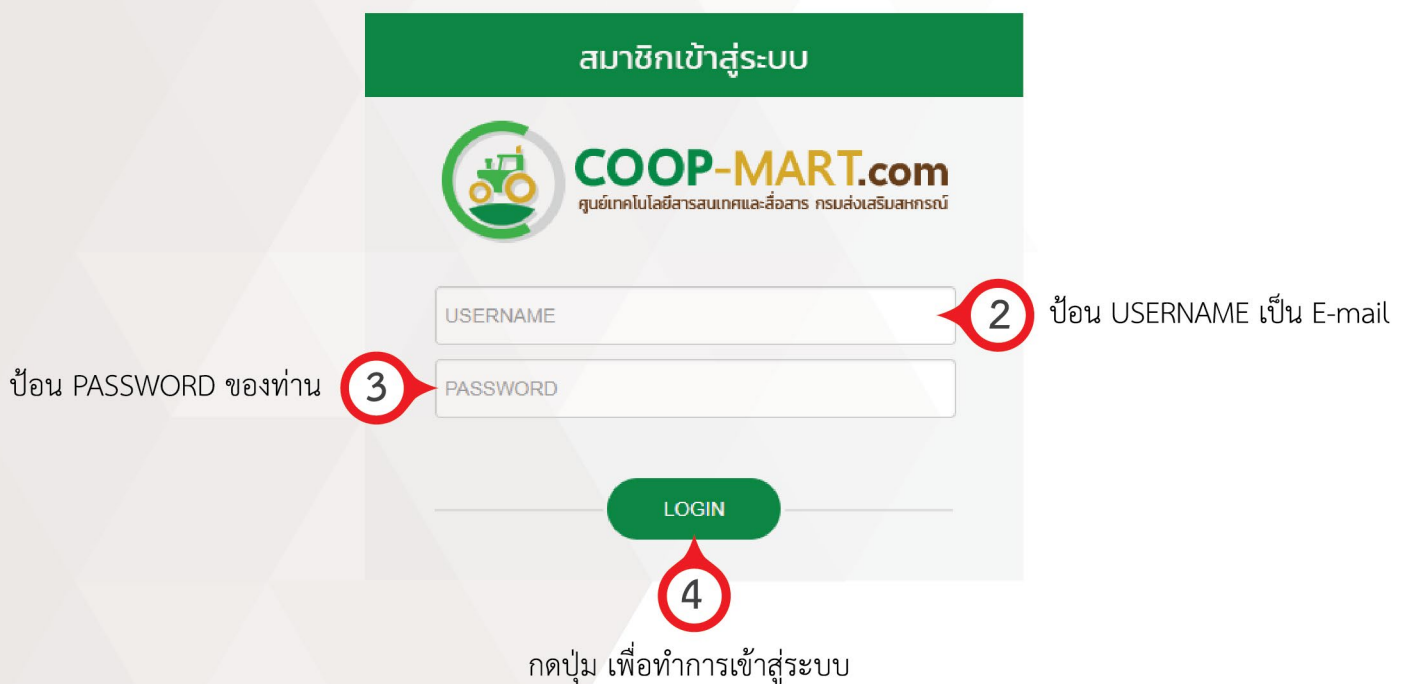 สมาชิกเข้าสู่ระบบ
COOP-MART.com
ศูนย์เทคโนโลยีสารสนเทศและสื่อสาร กรมส่งเสริมสหกรณ์
USERNAME
2 ป้อน USERNAME เป็น E-mail
ป้อน PASSWORD ของท่าน 3
PASSWORD
LOGIN
4
กดปุ่ม เพื่อทำการเข้าสู่ระบบ